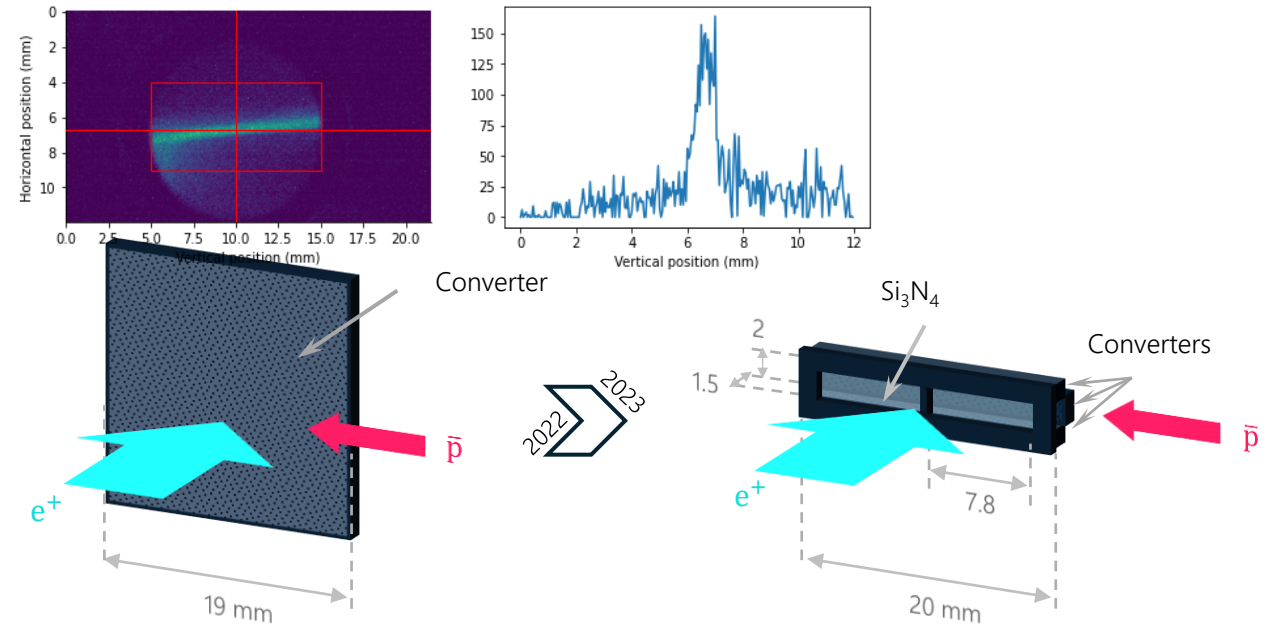 0
2
4
6
8
10
Horizontal position (mm)
0.0 2.5 5.0 7.5 10.0 12.5 15.0 17.5 20.0
Vertical position (mm)
150
125
100
75
50
25
0
0 2 4 6 8 10 12
Vertical position (mm)
Converter
p̅
e⁺
19 mm
2022
2023
Si₃N₄
Converters
2
1.5
p̅
e⁺
7.8
20 mm